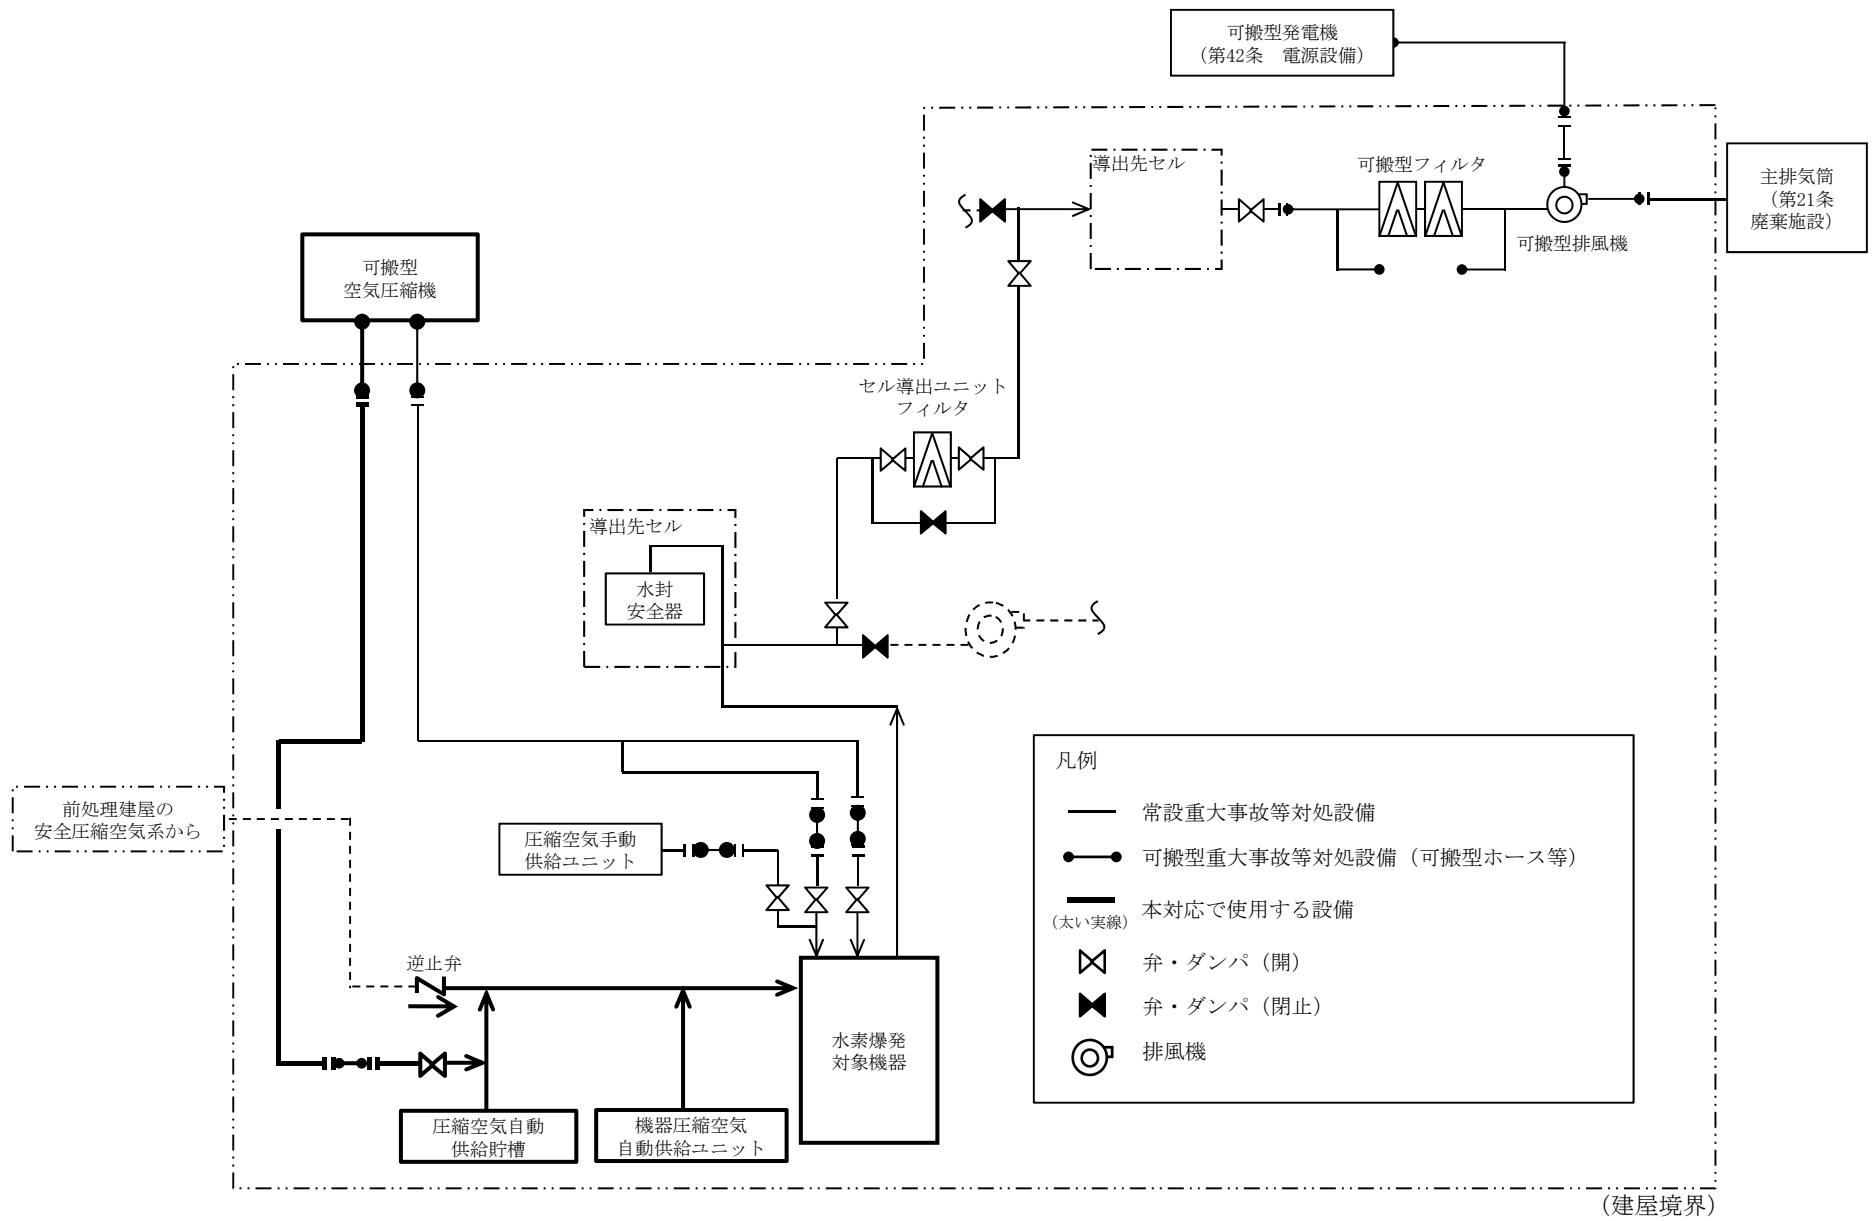 可搬型発電機
（第42条　電源設備）
導出先セル
可搬型フィルタ
主排気筒
（第21条
廃棄施設）
可搬型排風機
可搬型
空気圧縮機
セル導出ユニット
フィルタ
導出先セル
水封
安全器
前処理建屋の
安全圧縮空気系から
圧縮空気手動
供給ユニット
逆止弁
水素爆発
対象機器
圧縮空気自動
供給貯槽
機器圧縮空気
自動供給ユニット
凡例
常設重大事故等対処設備
可搬型重大事故等対処設備（可搬型ホース等）
本対応で使用する設備
（太い実線）
弁・ダンパ（開）
弁・ダンパ（閉止）
排風機
（建屋境界）